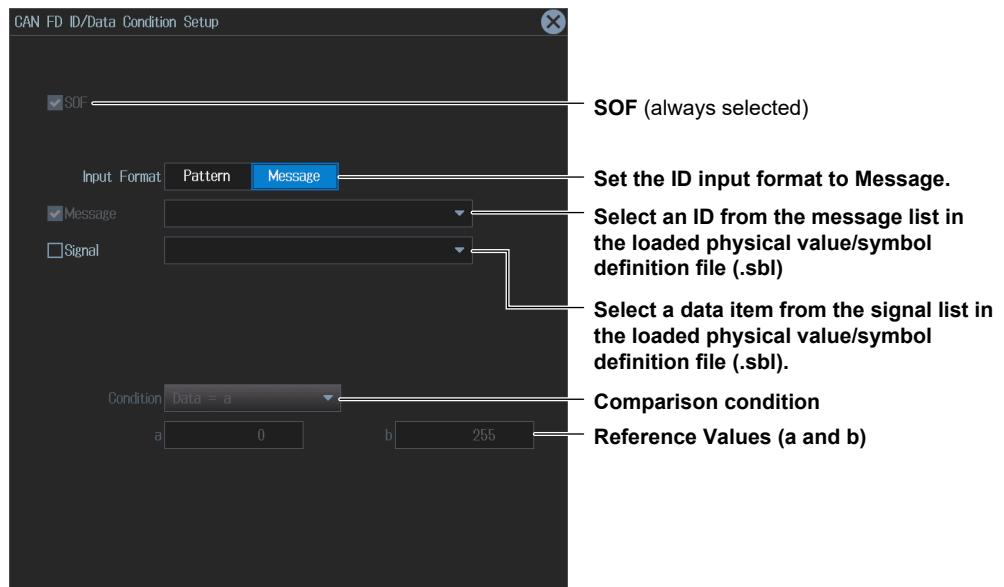 CAN FD ID/Data Condition Setup
SOF
SOF (always selected)
Input Format Pattern Message
Set the ID input format to Message.
Message
Select an ID from the message list in
the loaded physical value/symbol
definition file (.sbl)
Signal
Select a data item from the signal list in
the loaded physical value/symbol
definition file (.sbl).
Condition Data = a
Comparison condition
a 0 b 255
Reference Values (a and b)